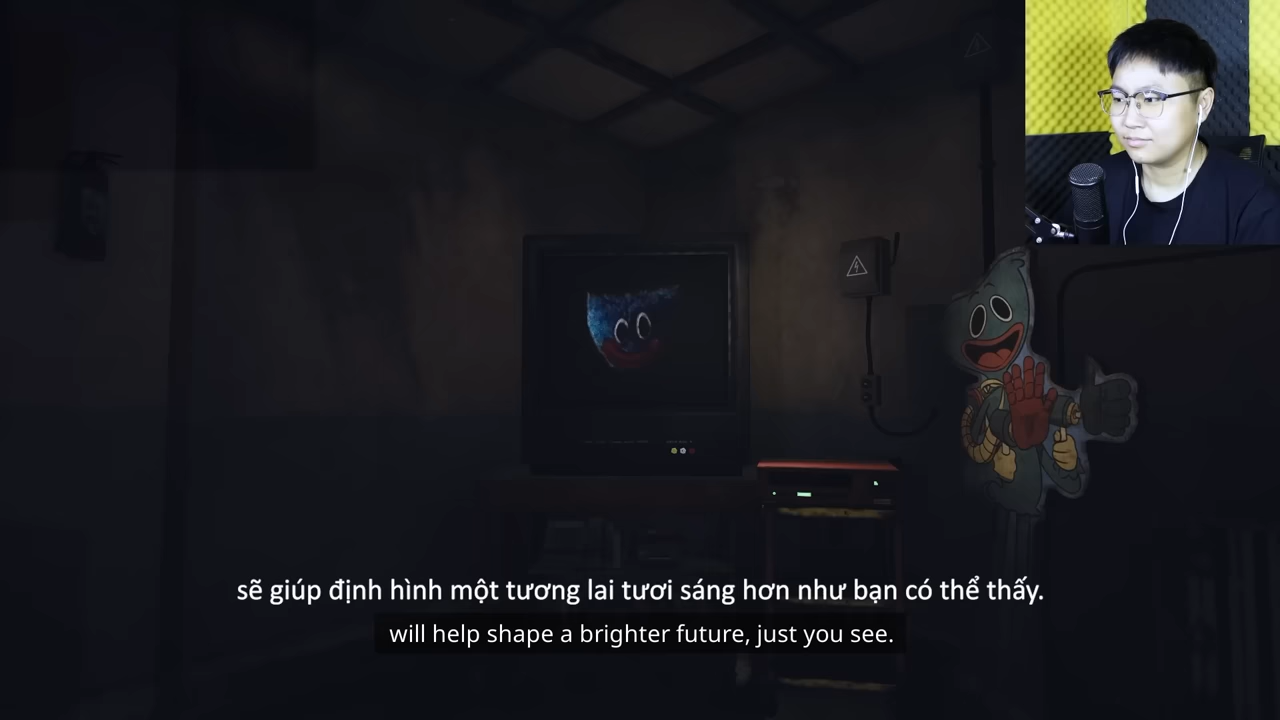 sẽ giúp định hình một tương lai tươi sáng hơn như bạn có thể thấy.
will help shape a brighter future, just you see.